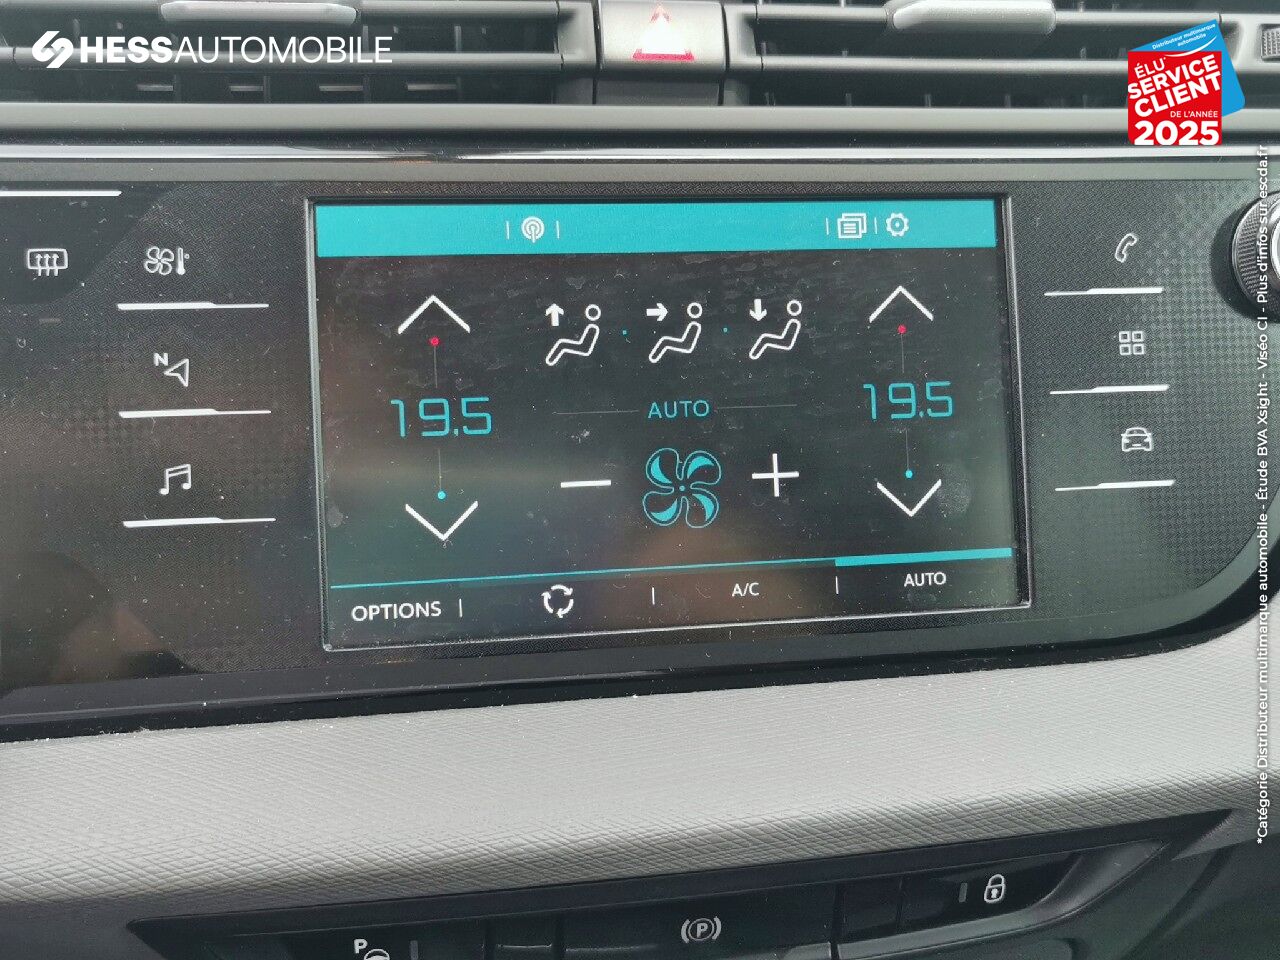 HESSAUTOMOBILE
Distributeur multimarque
automobile
ÉLU
SERVICE
CLIENT
DE L'ANNÉE
2025
*Catégorie Distributeur multimarque automobile - Étude BVA Xsight - Viséo CI - Plus d'infos sur escda.fr
N
19.5
19.5
AUTO
OPTIONS
A/C
AUTO
P
P